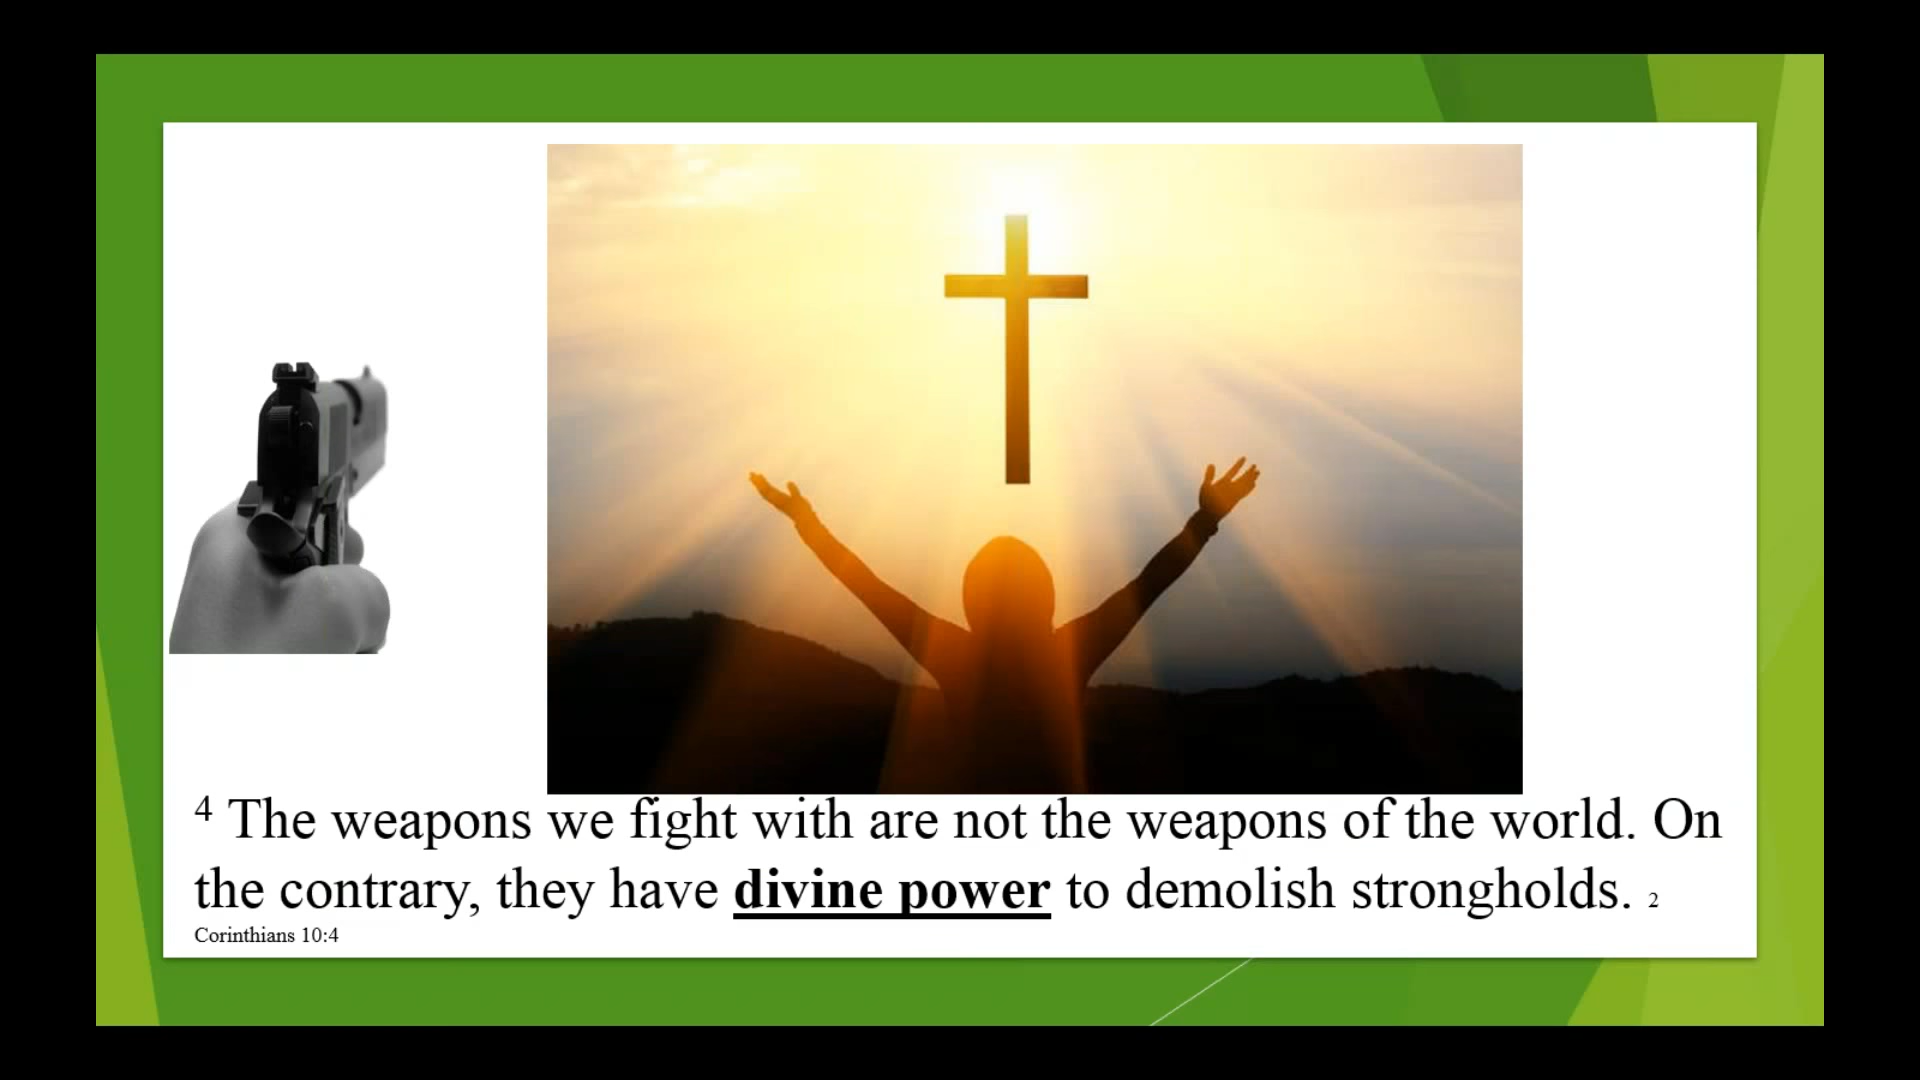 4 The weapons we fight with are not the weapons of the world. On
the contrary, they have divine power to demolish strongholds. 2
Corinthians 10:4